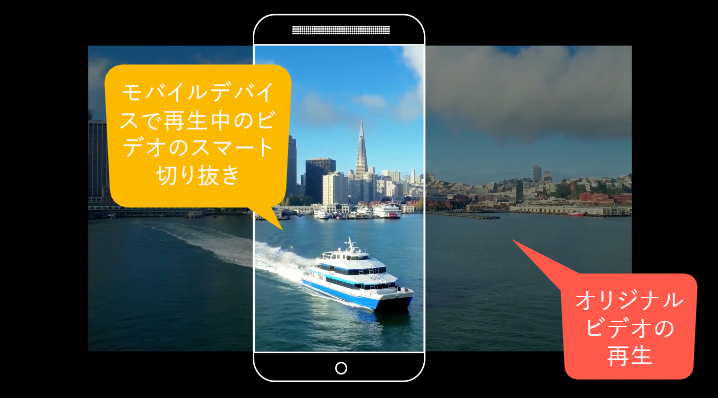 モバイルデバイ
スで再生中のビ
デオのスマート
切り抜き
オリジナル
ビデオの
再生